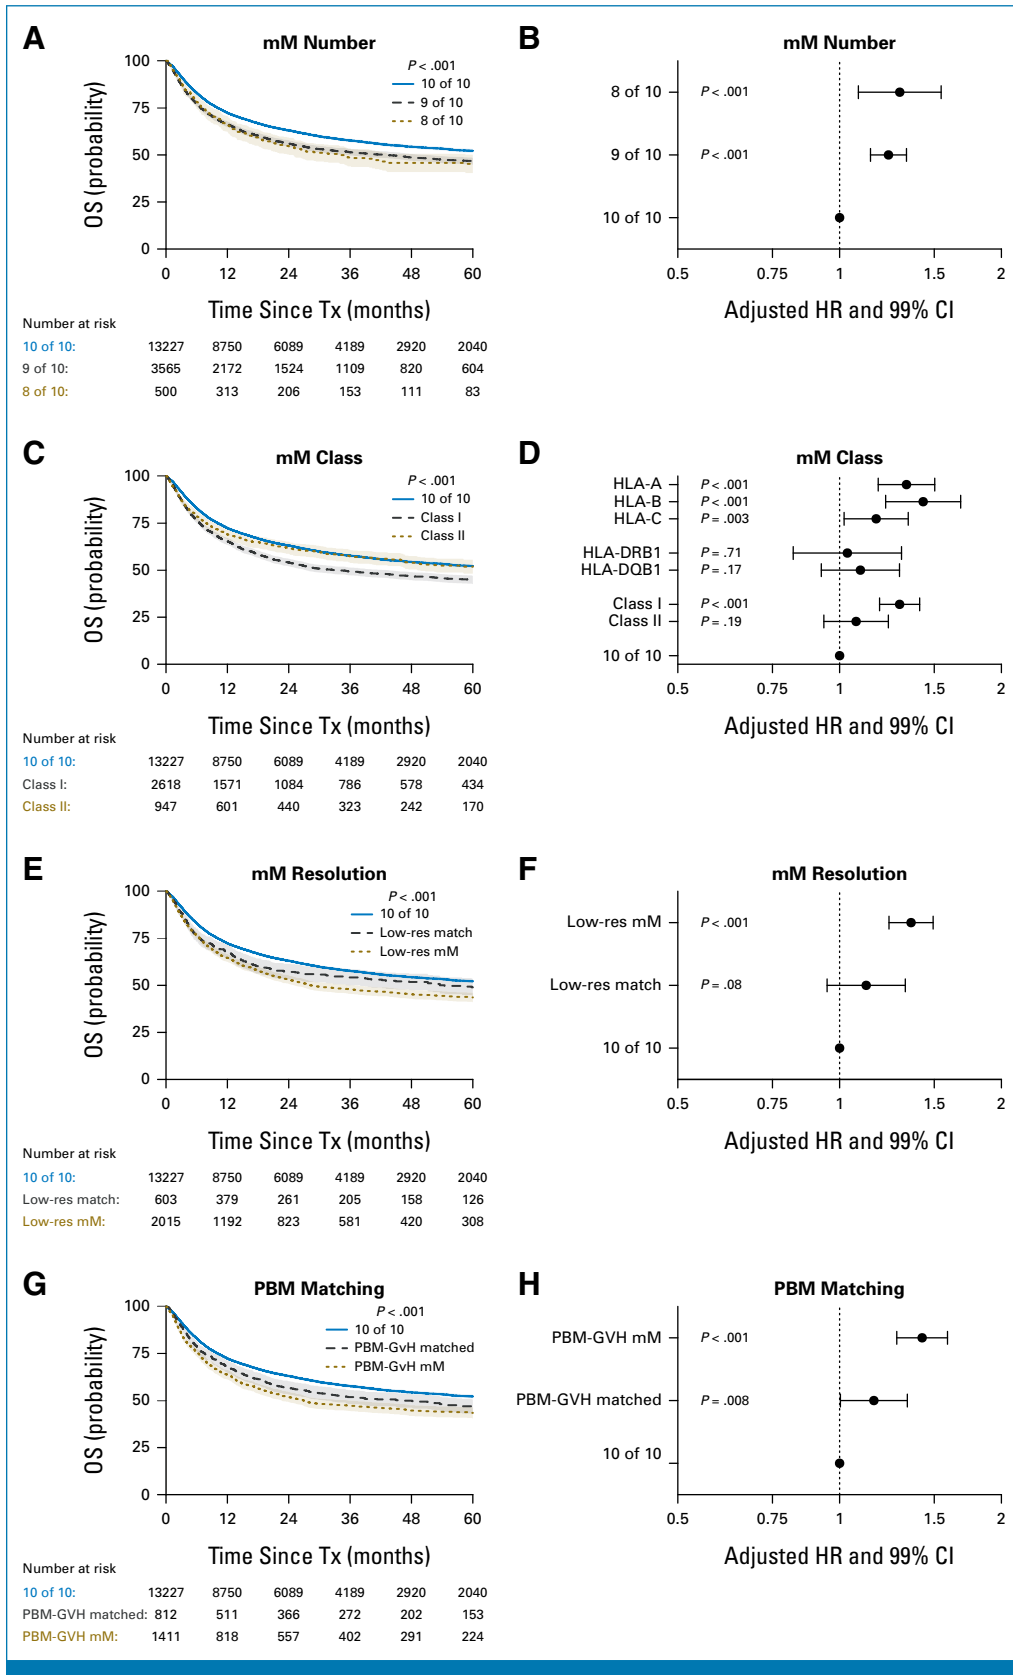 A
mM Number
P < .001
10 of 10
9 of 10
8 of 10
100
75
50
25
0
OS (probability)
0 12 24 36 48 60
Time Since Tx (months)
Number at risk
10 of 10: 13227 8750 6089 4189 2920 2040
9 of 10: 3565 2172 1524 1109 820 604
8 of 10: 500 313 206 153 111 83
B
mM Number
8 of 10 P < .001
9 of 10 P < .001
10 of 10
0.5 0.75 1 1.5 2
Adjusted HR and 99% CI
C
mM Class
P < .001
10 of 10
Class I
Class II
100
75
50
25
0
OS (probability)
0 12 24 36 48 60
Time Since Tx (months)
Number at risk
10 of 10: 13227 8750 6089 4189 2920 2040
Class I: 2618 1571 1084 786 578 434
Class II: 947 601 440 323 242 170
D
mM Class
HLA-A P < .001
HLA-B P < .001
HLA-C P = .003
HLA-DRB1 P = .71
HLA-DQB1 P = .17
Class I P < .001
Class II P = .19
10 of 10
0.5 0.75 1 1.5 2
Adjusted HR and 99% CI
E
mM Resolution
P < .001
10 of 10
Low-res match
Low-res mM
100
75
50
25
0
OS (probability)
0 12 24 36 48 60
Time Since Tx (months)
Number at risk
10 of 10: 13227 8750 6089 4189 2920 2040
Low-res match: 603 379 261 205 158 126
Low-res mM: 2015 1192 823 581 420 308
F
mM Resolution
Low-res mM P < .001
Low-res match P = .08
10 of 10
0.5 0.75 1 1.5 2
Adjusted HR and 99% CI
G
PBM Matching
P < .001
10 of 10
PBM-GvH matched
PBM-GvH mM
100
75
50
25
0
OS (probability)
0 12 24 36 48 60
Time Since Tx (months)
Number at risk
10 of 10: 13227 8750 6089 4189 2920 2040
PBM-GVH matched: 812 511 366 272 202 153
PBM-GVH mM: 1411 818 557 402 291 224
H
PBM Matching
PBM-GVH mM P < .001
PBM-GVH matched P = .008
10 of 10
0.5 0.75 1 1.5 2
Adjusted HR and 99% CI